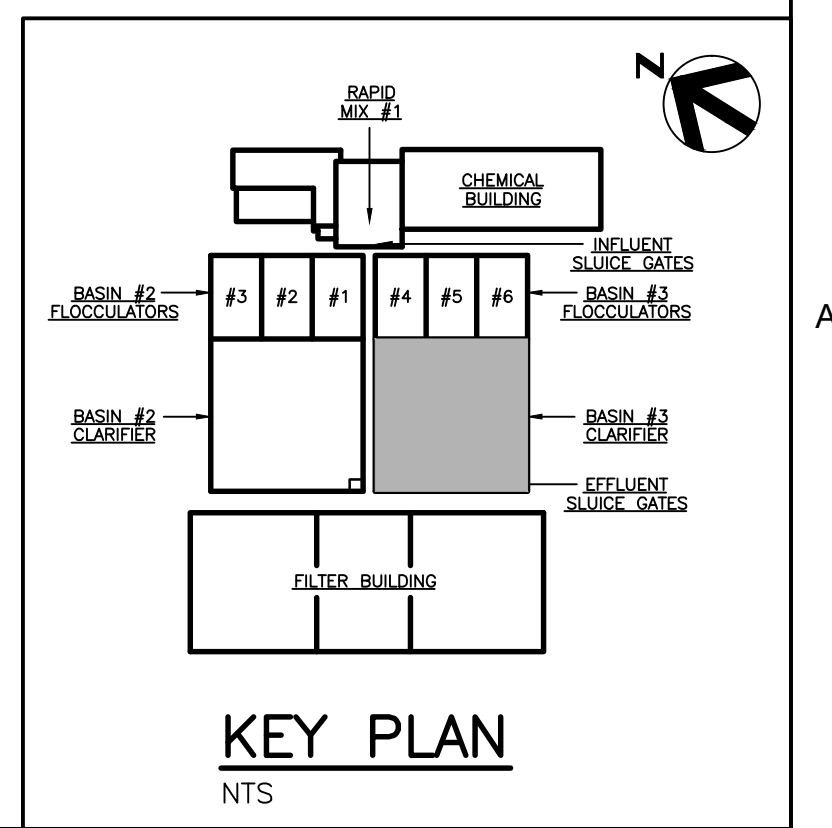 N
RAPID
MIX #1
CHEMICAL
BUILDING
INFLUENT
SLUICE GATES
BASIN #2
FLOCCULATORS
#3
#2
#1
#4
#5
#6
BASIN #3
FLOCCULATORS
A
BASIN #2
CLARIFIER
BASIN #3
CLARIFIER
EFFLUENT
SLUICE GATES
FILTER BUILDING
KEY PLAN
NTS